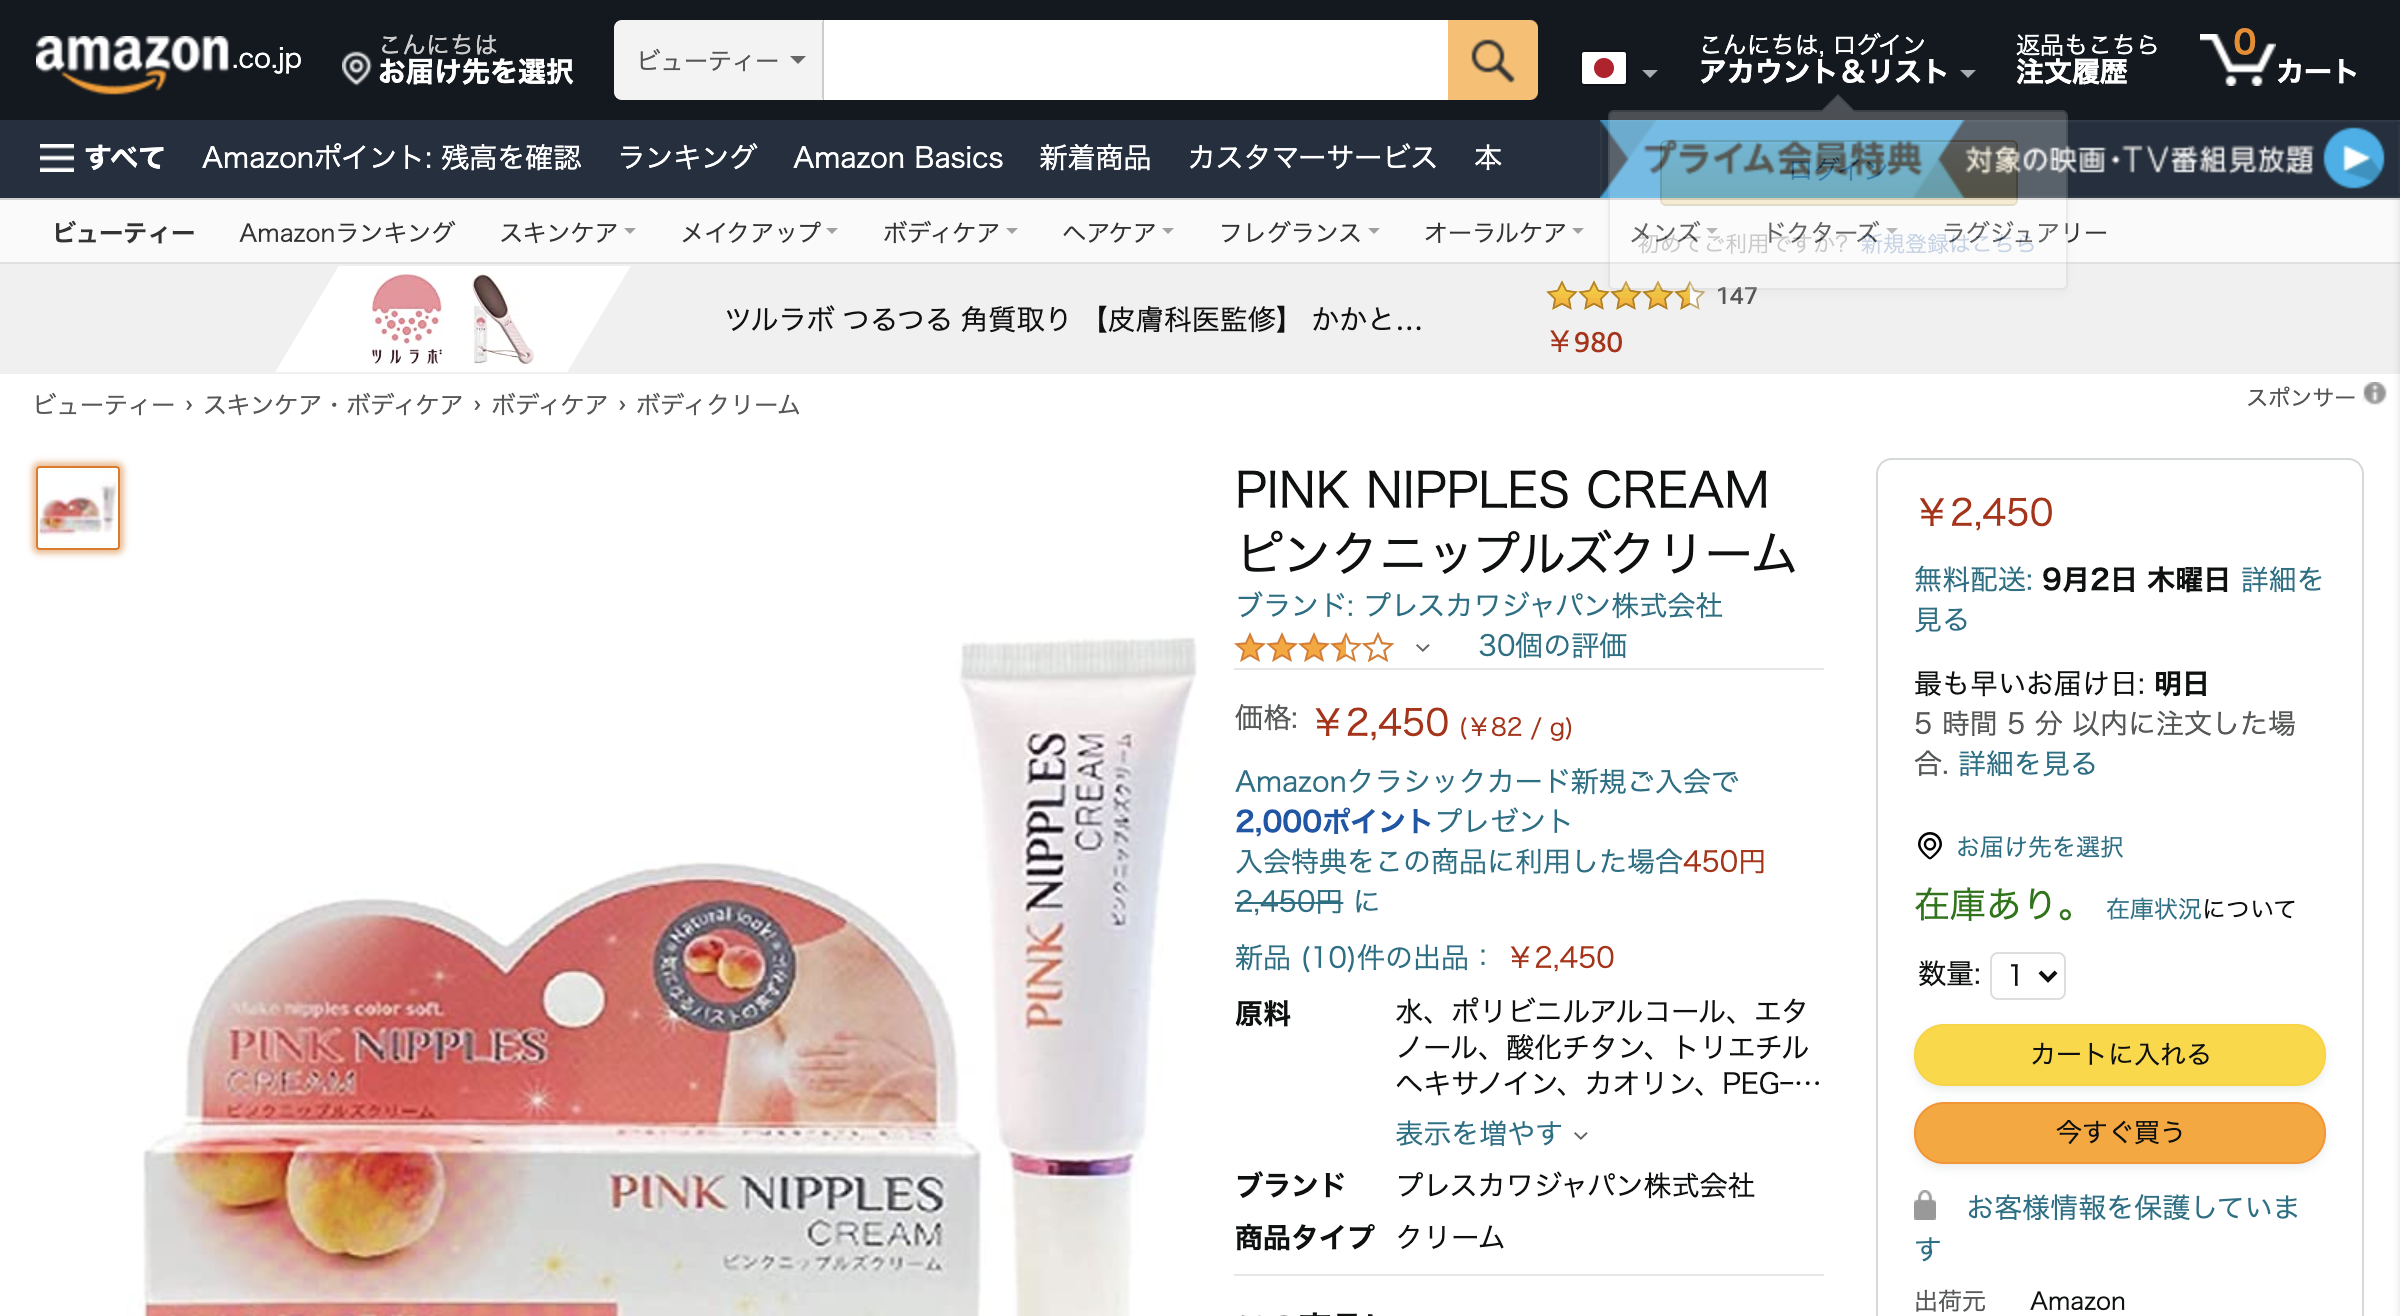 amazon.co.jp
こんにちは
お届け先を選択
ビューティー
こんにちは, ログイン
アカウント＆リスト
返品もこちら
注文履歴
0
カート
すべて
Amazonポイント: 残高を確認
ランキング
Amazon Basics
新着商品
カスタマーサービス
本
プライム会員特典
対象の映画・TV番組見放題
ログイン
初めてご利用ですか? 新規登録はこちら
ビューティー
Amazonランキング
スキンケア
メイクアップ
ボディケア
ヘアケア
フレグランス
オーラルケア
メンズ
ドクターズ
ラグジュアリー
ツルラボ
ツルラボ つるつる 角質取り 【皮膚科医監修】 かかと…
147
￥980
スポンサー
ビューティー › スキンケア・ボディケア › ボディケア › ボディクリーム
PINK NIPPLES CREAM
ピンクニップルズクリーム
ブランド: プレスカワジャパン株式会社
30個の評価
価格: ￥2,450 (￥82 / g)
Amazonクラシックカード新規ご入会で
2,000ポイントプレゼント
入会特典をこの商品に利用した場合450円
2,450円 に
新品 (10)件の出品： ￥2,450
原料
水、ポリビニルアルコール、エタ
ノール、酸化チタン、トリエチル
ヘキサノイン、カオリン、PEG−…
表示を増やす
ブランド プレスカワジャパン株式会社
商品タイプ クリーム
￥2,450
無料配送: 9月2日 木曜日 詳細を
見る
最も早いお届け日: 明日
5 時間 5 分 以内に注文した場
合. 詳細を見る
お届け先を選択
在庫あり。 在庫状況について
数量: 1
カートに入れる
今すぐ買う
お客様情報を保護していま
す
出荷元 Amazon
PINK NIPPLES
CREAM
ピンクニップルズクリーム
Natural look!
Make nipples color soft.
PINK NIPPLES
CREAM
ピンクニップルズクリーム
PINK NIPPLES
CREAM
ピンクニップルズクリーム